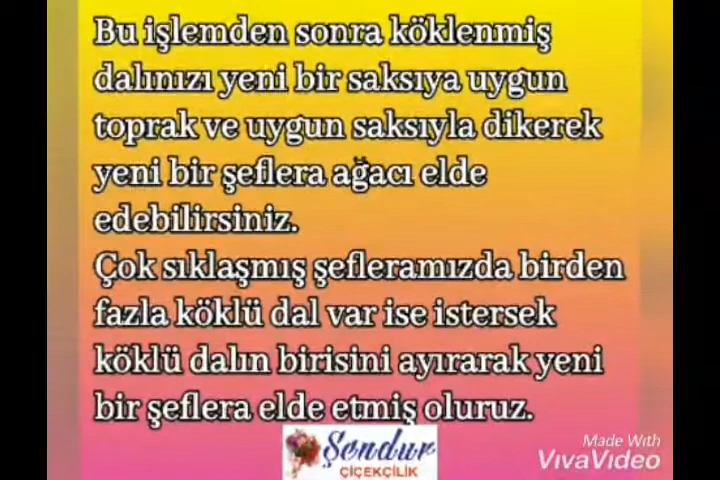 Bu işlemden sonra köklenmiş
dalınızı yeni bir saksıya uygun
toprak ve uygun saksıyla dikerek
yeni bir şeflera ağacı elde
edebilirsiniz.
Çok sıklaşmış şefleramızda birden
fazla köklü dal var ise istersek
köklü dalın birisini ayırarak yeni
bir şeflera elde etmiş oluruz.
Şendur
ÇİÇEKÇİLİK
Made With
VivaVideo